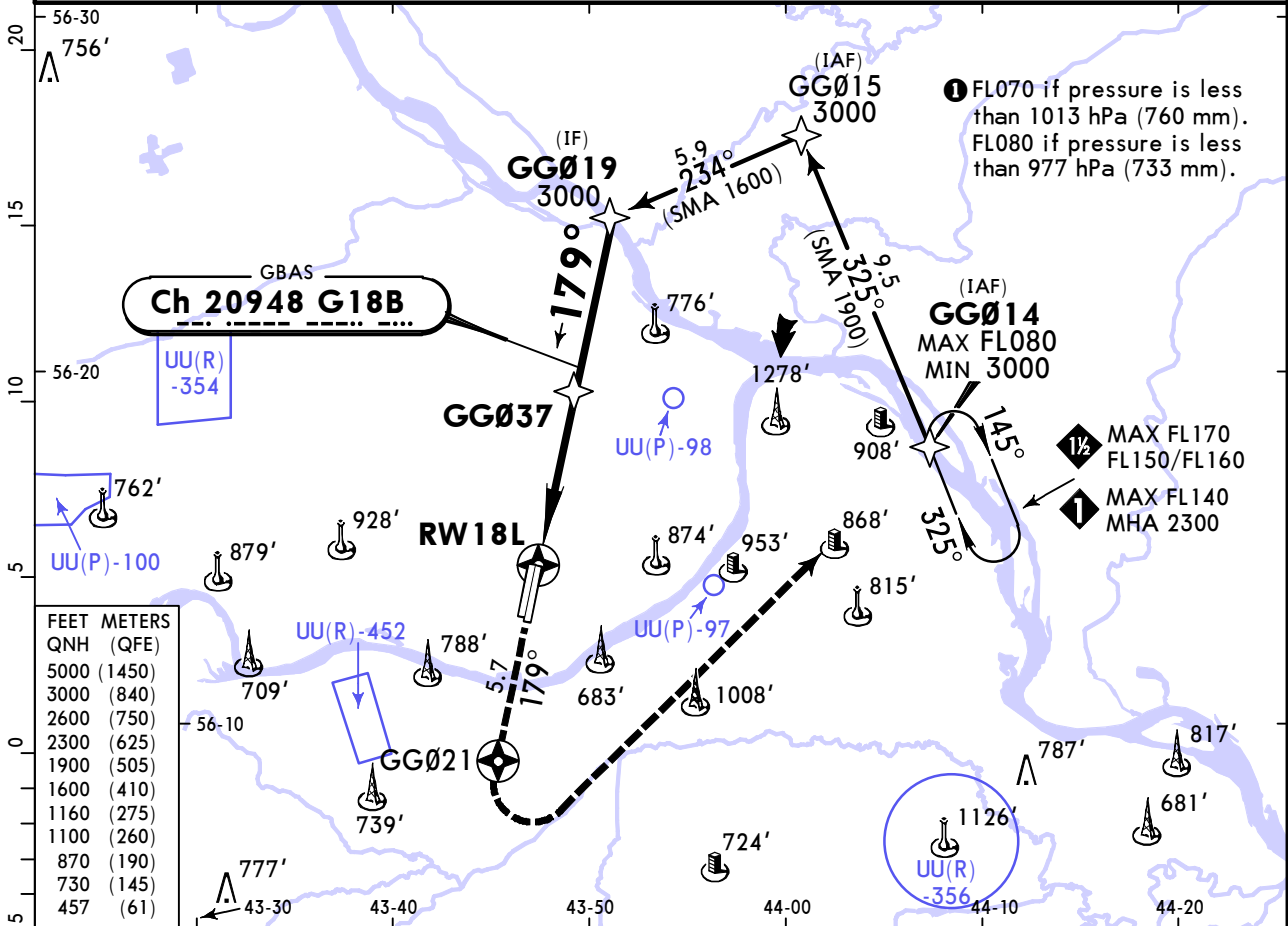 56-30
20
756'
(IAF)
GGØ15
3000
1 FL070 if pressure is less
than 1013 hPa (760 mm).
FL080 if pressure is less
than 977 hPa (733 mm).
(IF)
GGØ19
3000
5.9
234°
(SMA 1600)
15
179°
GBAS
Ch 20948 G18B
776'
9.5
325°
(SMA 1900)
(IAF)
GGØ14
MAX FL080
MIN 3000
UU(R)
-354
56-20
10
1278'
GGØ37
UU(P)-98
908'
145°
325°
1½ MAX FL170
FL150/FL160
1 MAX FL140
MHA 2300
762'
928'
RW18L
868'
874'
953'
879'
UU(P)-100
815'
5
UU(P)-97
UU(R)-452
788'
709'
683'
5.7
179°
1008'
FEET METERS
QNH (QFE)
5000 (1450)
3000 (840)
2600 (750)
2300 (625)
1900 (505)
1600 (410)
1160 (275)
1100 (260)
870 (190)
730 (145)
457 (61)
56-10
0
GGØ21
787'
817'
739'
1126'
681'
724'
UU(R)
-356
777'
5
43-30
43-40
43-50
44-00
44-10
44-20